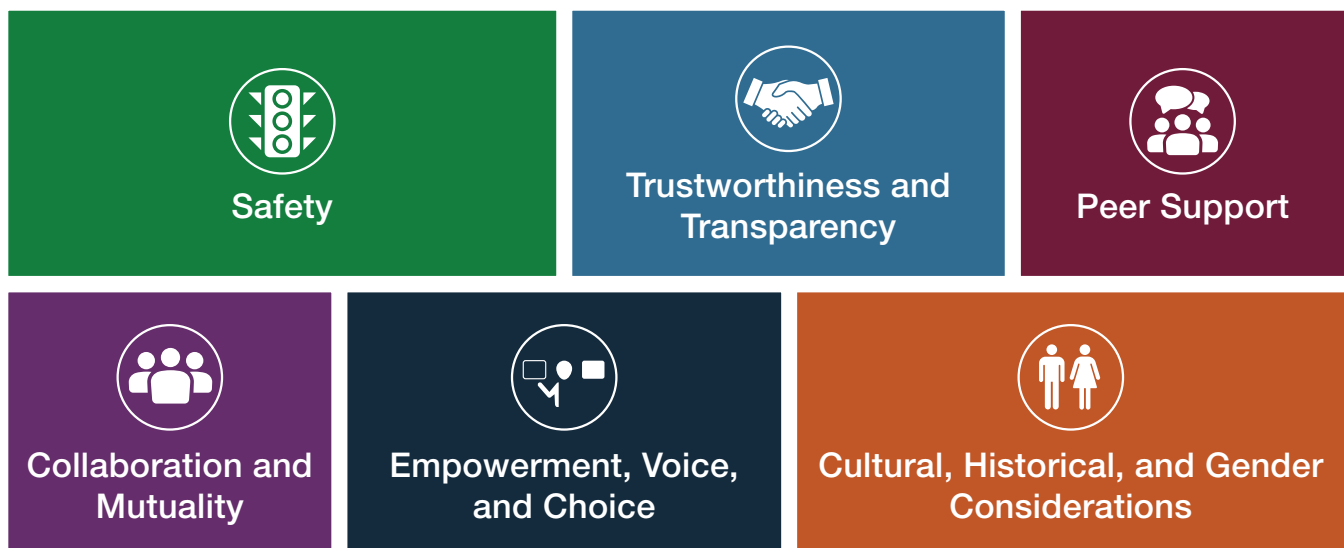 Safety
Trustworthiness and
Transparency
Peer Support
Collaboration and
Mutuality
Empowerment, Voice,
and Choice
Cultural, Historical, and Gender
Considerations